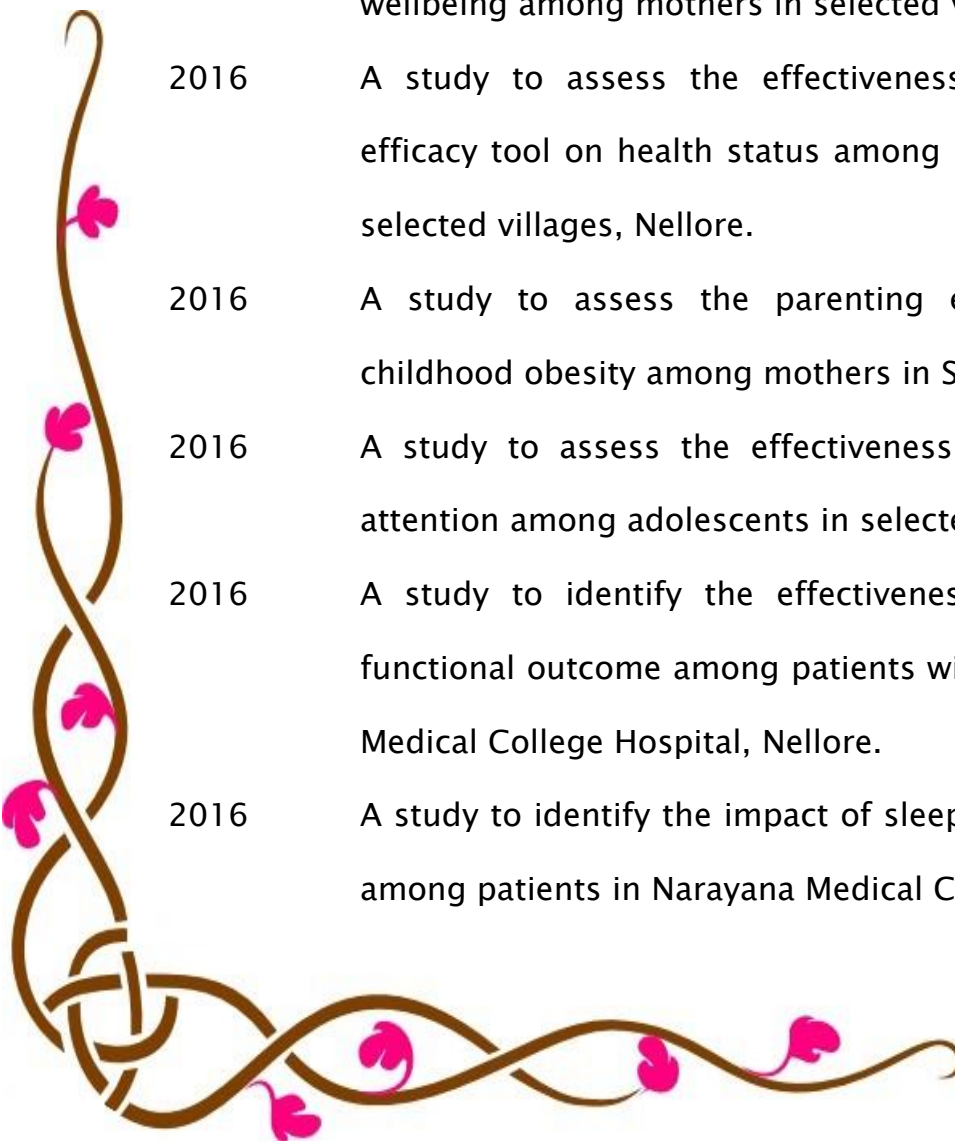 wellbeing among mothers in selected
2016 A study to assess the effectiveness
efficacy tool on health status among
selected villages, Nellore.
2016 A study to assess the parenting
childhood obesity among mothers in
2016 A study to assess the effectiveness
attention among adolescents in
2016 A study to identify the
functional outcome among patients
Medical College Hospital, Nellore.
2016 A study to identify the impact of
among patients in Narayana Medical